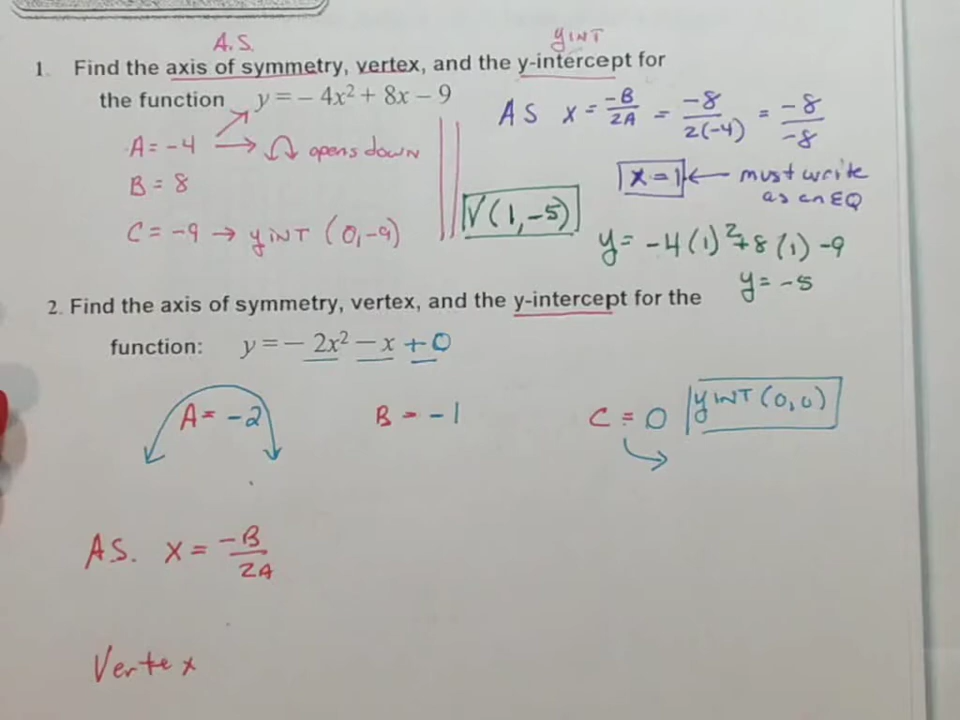 A.S. yINT
1. Find the axis of symmetry, vertex, and the y-intercept for
the function y = – 4x² + 8x – 9
A = -4 → opens down
B = 8
C = -9 → yINT (0,-9)
AS x = -B/2A = -8/2(-4) = -8/-8
x = 1 ← must write
as an EQ
V (1,-5)
y = -4(1)²+8(1)-9
y = -5
2. Find the axis of symmetry, vertex, and the y-intercept for the
function: y = – 2x² – x + 0
A = -2 B = -1 C = 0 yINT (0,0)
AS. x = -B/2A
Vertex